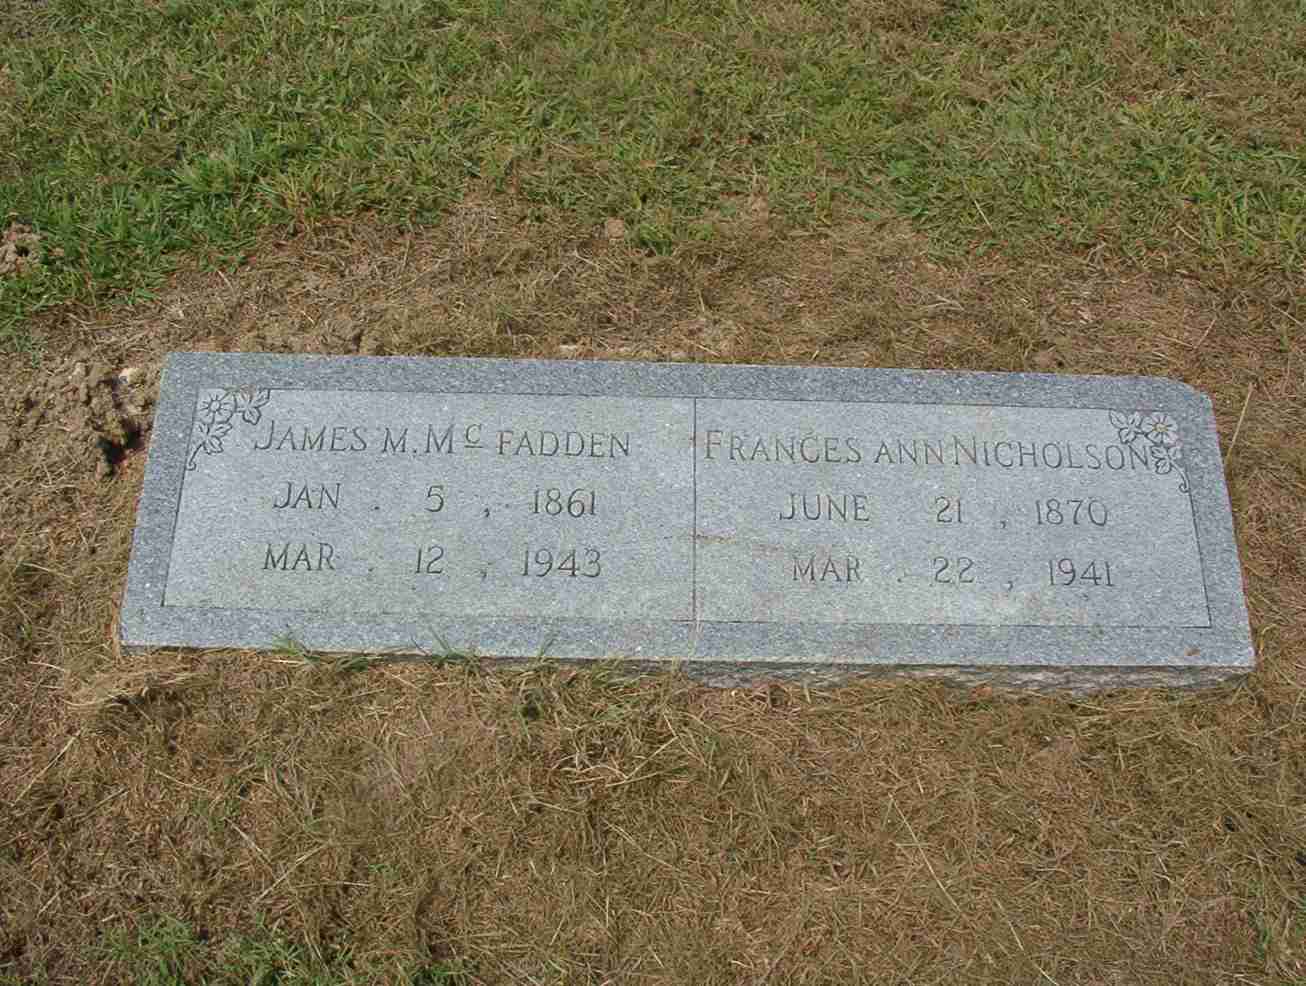 JAMES M. Mc FADDEN
JAN. 5, 1861
MAR. 12, 1943
FRANCES ANN NICHOLSON
JUNE 21, 1870
MAR. 22, 1941